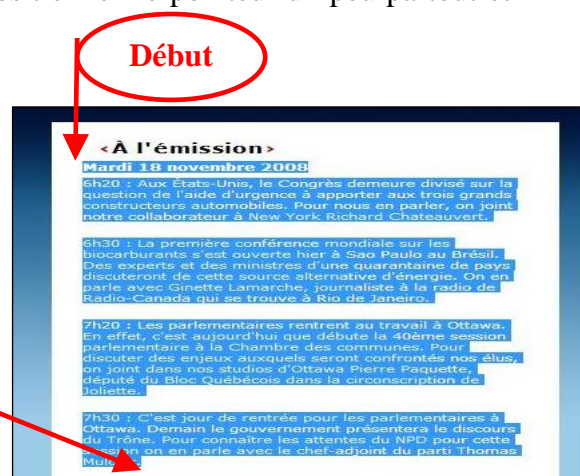 Début
<À l'émission>
Mardi 18 novembre 2008
6h20 : Aux États-Unis, le Congrès demeure divisé sur la
question de l'aide d'urgence à apporter aux trois grands
constructeurs automobiles. Pour nous en parler, on joint
notre collaborateur à New York Richard Chateauvert.
6h30 : La première conférence mondiale sur les
biocarburants s'est ouverte hier à Sao Paulo au Brésil.
Des experts et des ministres d'une quarantaine de pays
discuteront de cette source alternative d'énergie. On en
parle avec Ginette Lamarche, journaliste à la radio de
Radio-Canada qui se trouve à Rio de Janeiro.
7h20 : Les parlementaires rentrent au travail à Ottawa.
En effet, c'est aujourd'hui que débute la 40ème session
parlementaire à la Chambre des communes. Pour
discuter des enjeux auxquels seront confrontés nos élus,
on joint dans nos studios d'Ottawa Pierre Paquette,
député du Bloc Québécois dans la circonscription de
Joliette.
7h30 : C'est jour de rentrée pour les parlementaires à
Ottawa. Demain le gouvernement présentera le discours
du Trône. Pour connaître les attentes du NPD pour cette
session on en parle avec le chef-adjoint du parti Thomas